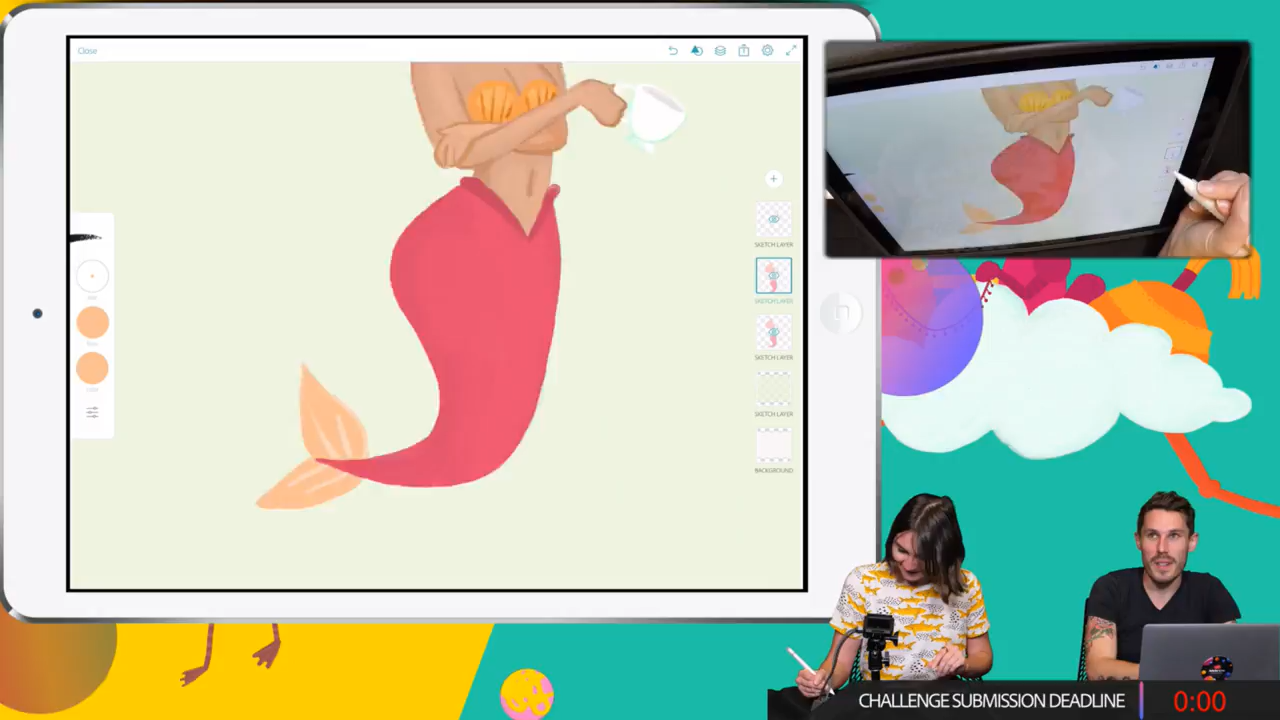 Close
SKETCH LAYER
SKETCH LAYER
SKETCH LAYER
SKETCH LAYER
BACKGROUND
CHALLENGE SUBMISSION DEADLINE
0:00